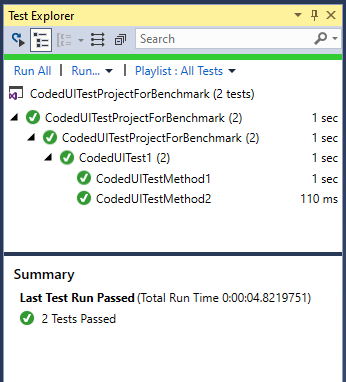 Test Explorer
Search
Run All | Run... | Playlist : All Tests
CodedUITestProjectForBenchmark (2 tests)
CodedUITestProjectForBenchmark (2) 1 sec
CodedUITestProjectForBenchmark (2) 1 sec
CodedUITest1 (2) 1 sec
CodedUITestMethod1 1 sec
CodedUITestMethod2 110 ms
Summary
Last Test Run Passed (Total Run Time 0:00:04.8219751)
2 Tests Passed